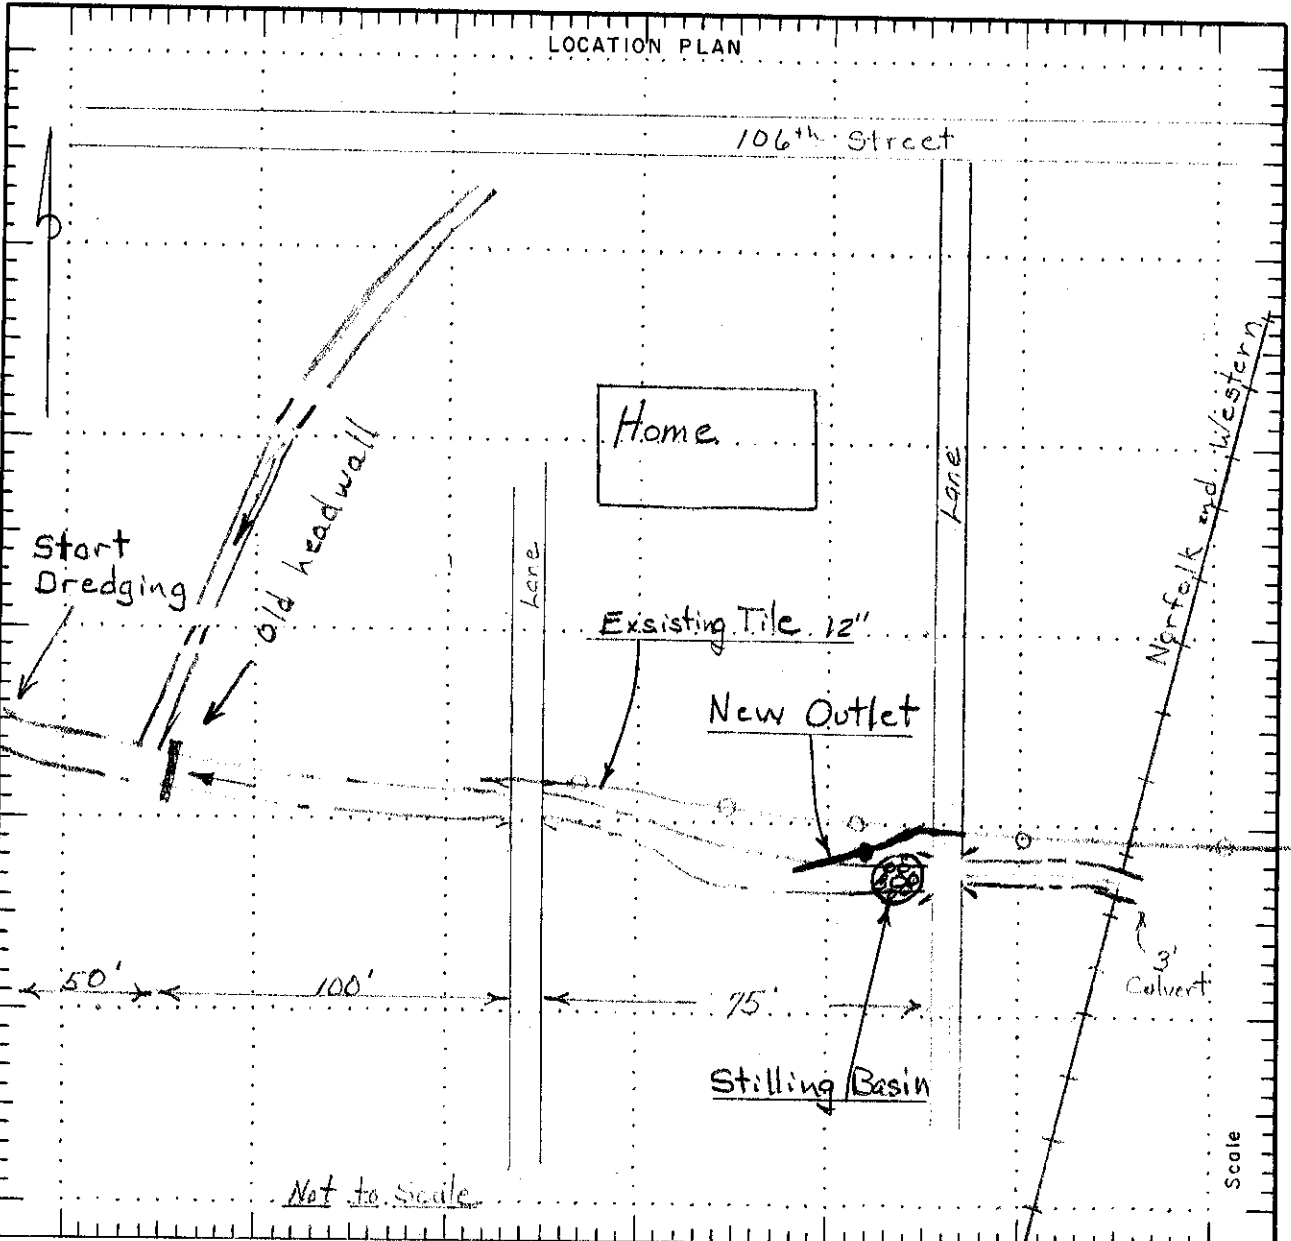 LOCATION PLAN
106th Street
Home
Norfolk and Western
Lane
Old headwall
Start
Dredging
Lane
Exsisting Tile 12"
New Outlet
3'
Culvert
50'
100'
75'
Stilling Basin
Not to Scale
Scale